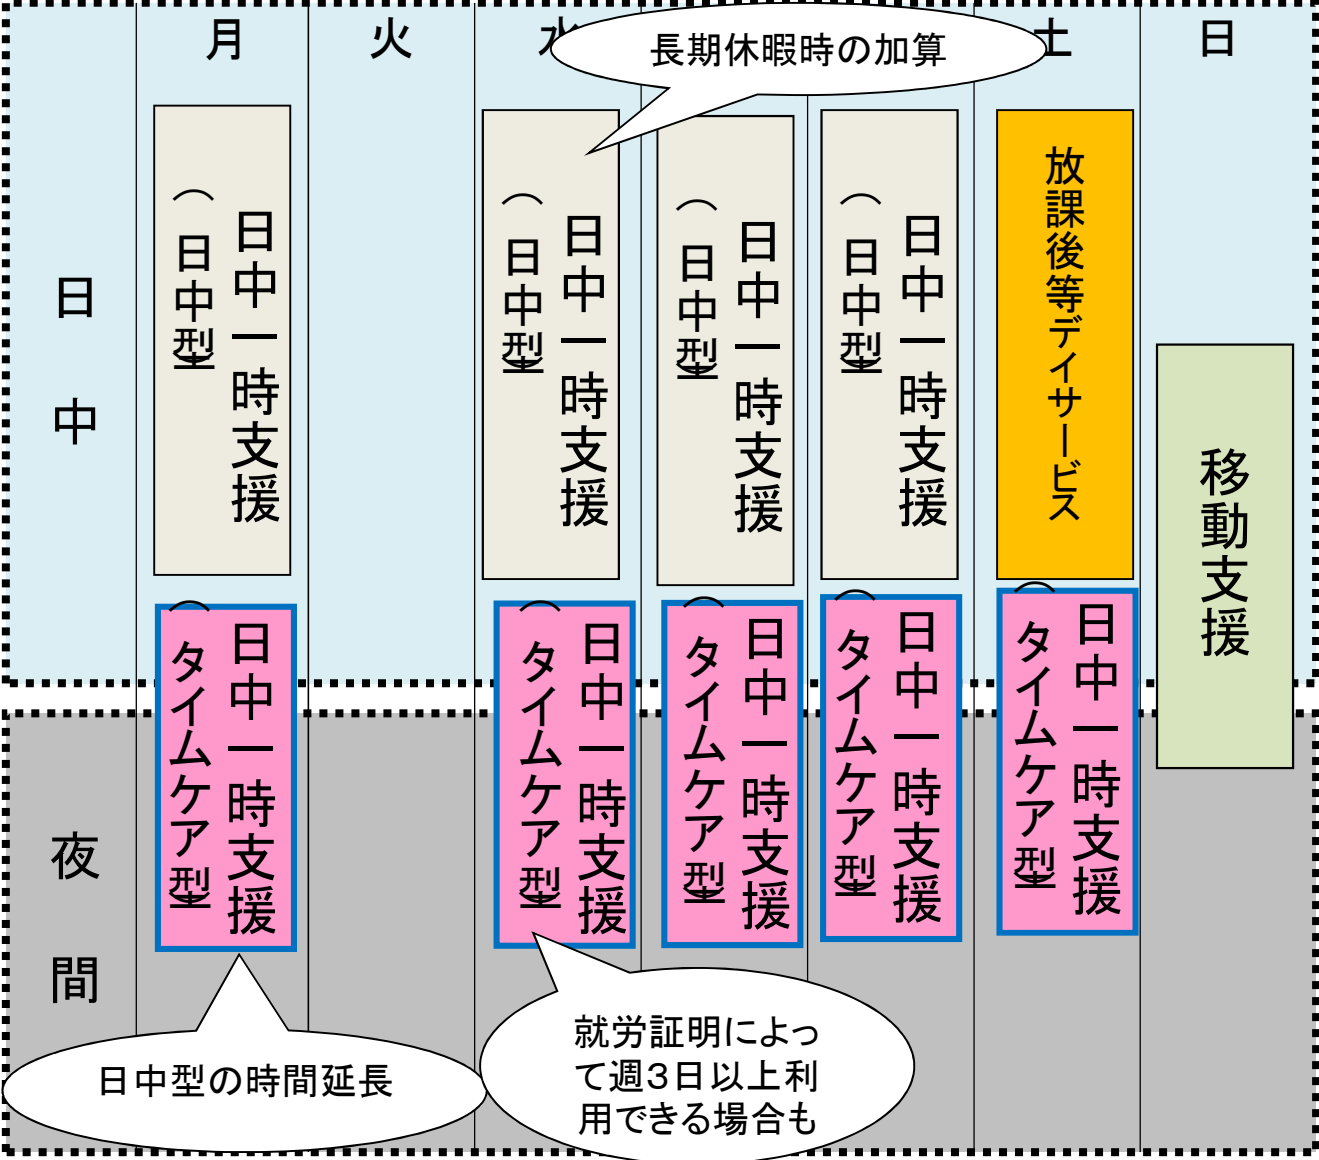 月
火
水
土
日
長期休暇時の加算
日中
日中一時支援
（日中型）
日中一時支援
（日中型）
日中一時支援
（日中型）
日中一時支援
（日中型）
放課後等デイサービス
移動支援
日中一時支援
（タイムケア型
日中一時支援
（タイムケア型
日中一時支援
（タイムケア型
日中一時支援
（タイムケア型
日中一時支援
（タイムケア型
夜間
日中型の時間延長
就労証明によっ
て週３日以上利
用できる場合も